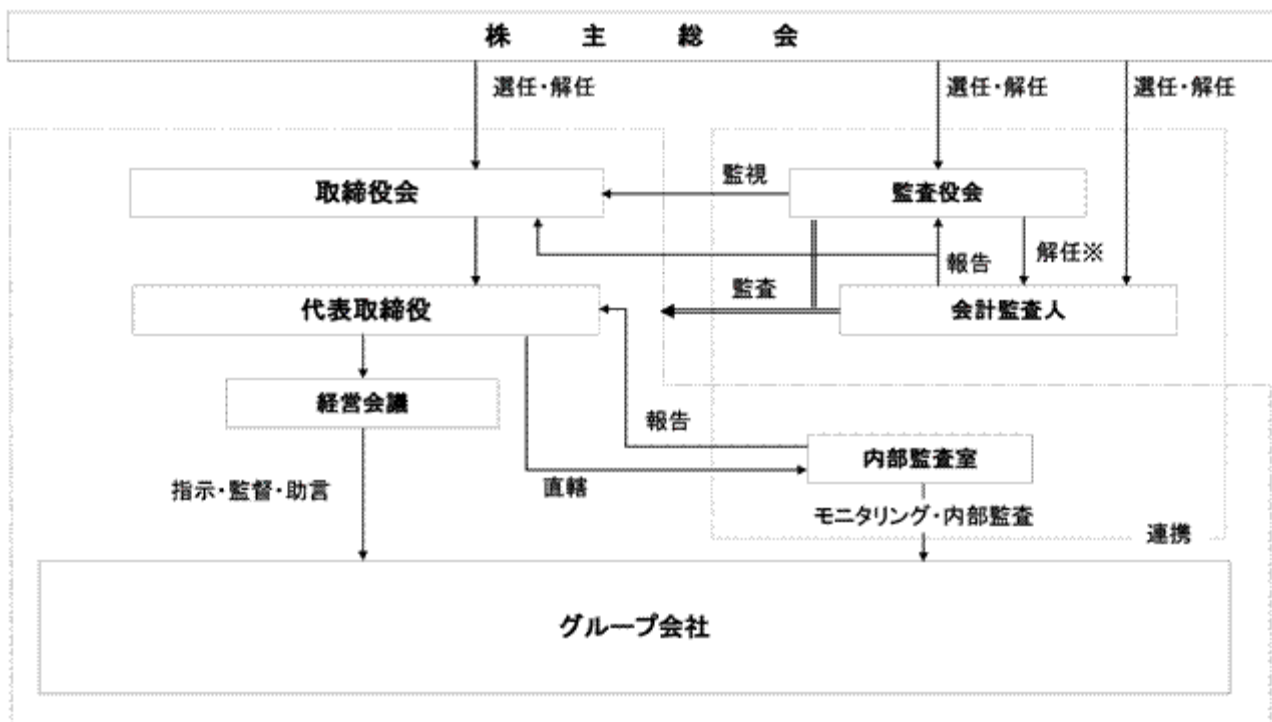 株 主 総 会
選任・解任
選任・解任
選任・解任
監視
取締役会
監査役会
報告
解任※
監査
代表取締役
会計監査人
経営会議
報告
内部監査室
指示・監督・助言
直轄
モニタリング・内部監査
連携
グループ会社